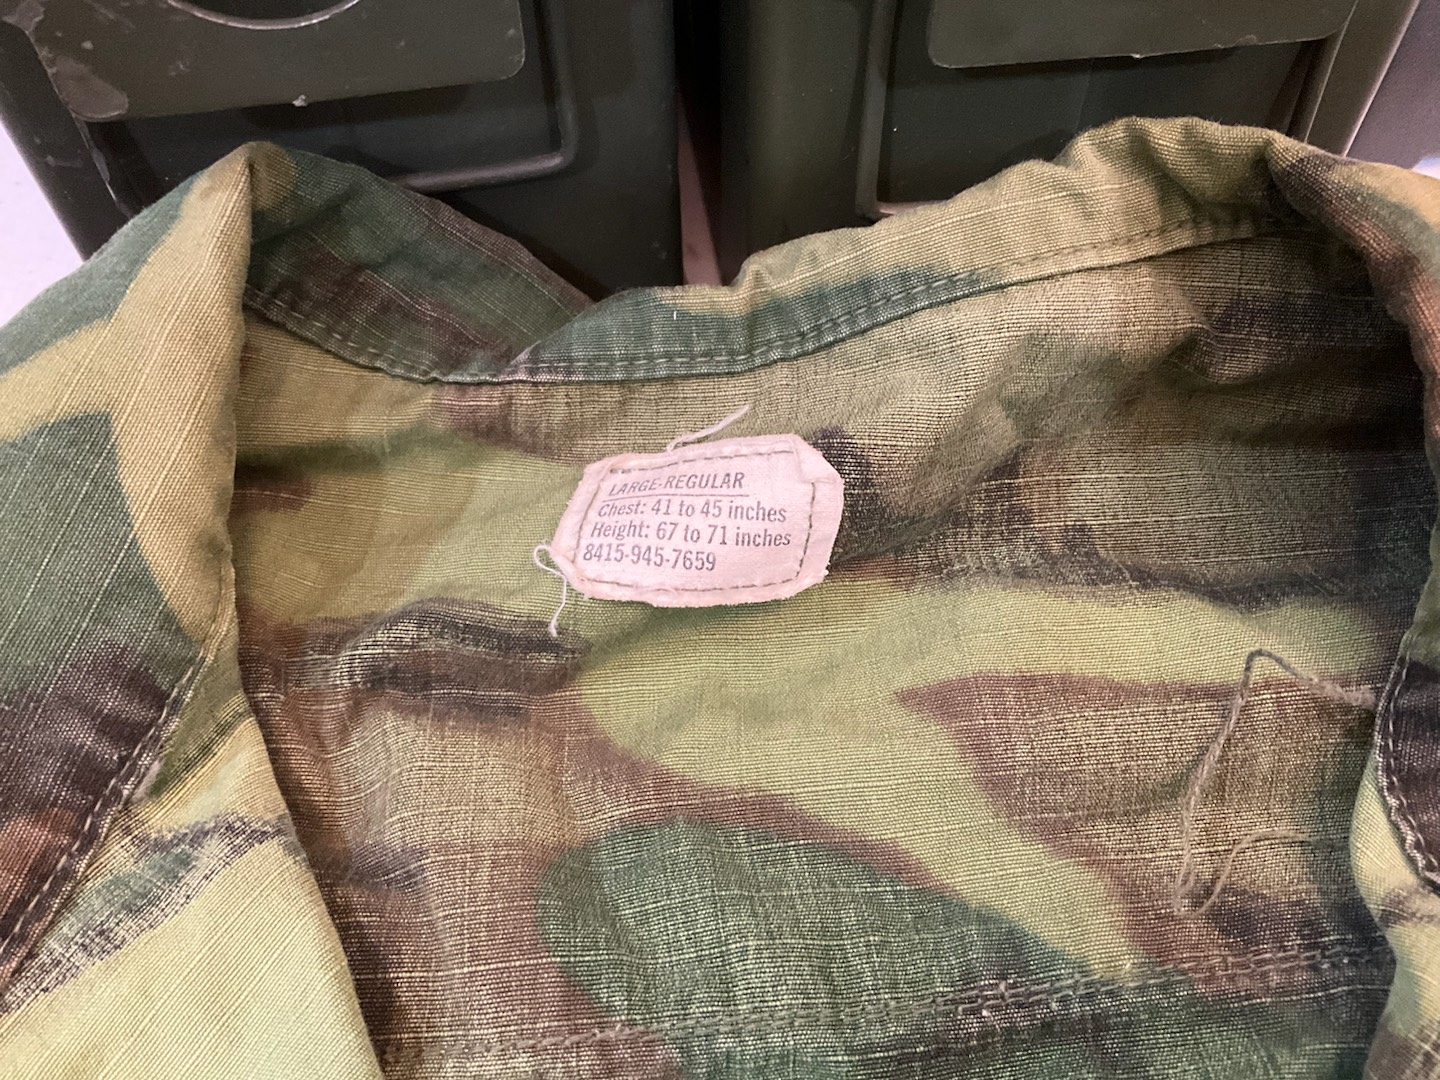 LARGE-REGULAR
Chest: 41 to 45 inches
Height: 67 to 71 inches
8415-945-7659